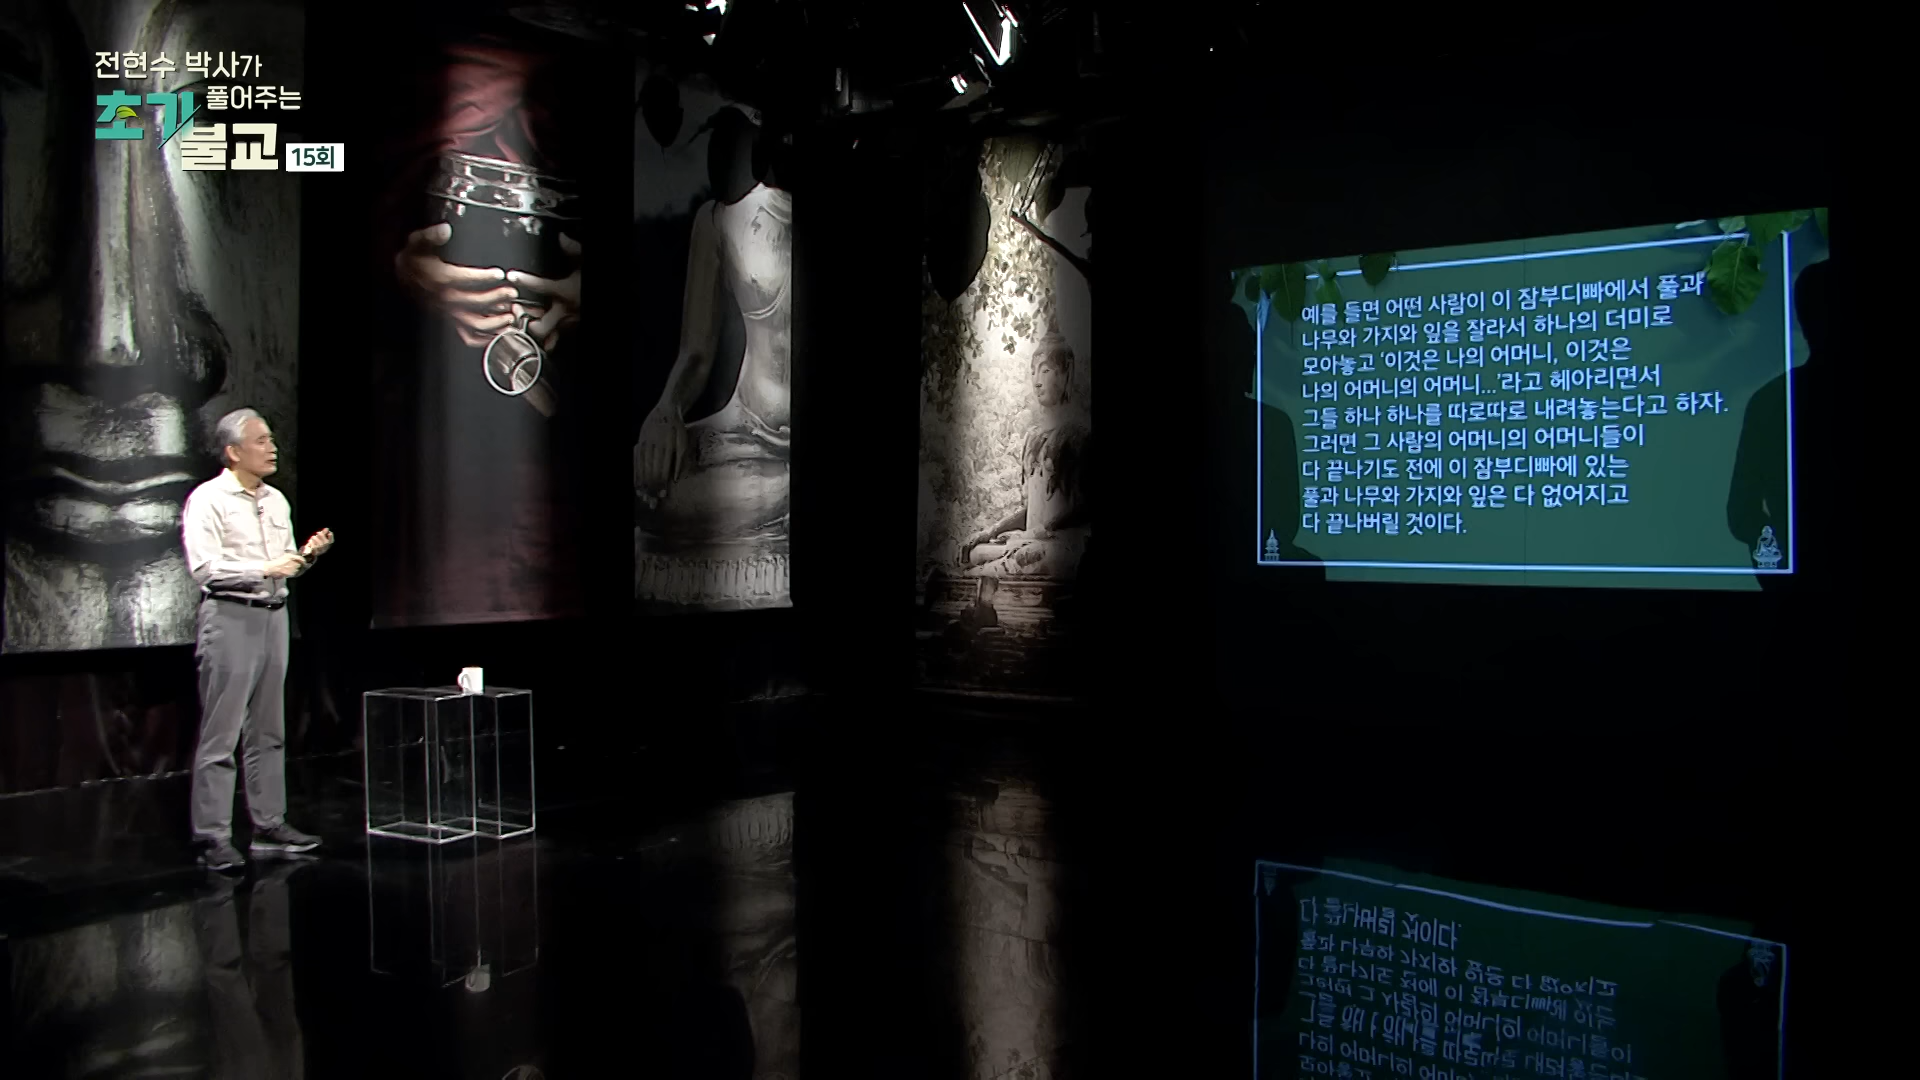 전현수 박사가
풀어주는
초기
불교 15회
예를 들면 어떤 사람이 이 잠부디빠에서 풀과
나무와 가지와 잎을 잘라서 하나의 더미로
모아놓고 '이것은 나의 어머니, 이것은
나의 어머니의 어머니...'라고 헤아리면서
그들 하나 하나를 따로따로 내려놓는다고 하자.
그러면 그 사람의 어머니의 어머니들이
다 끝나기도 전에 이 잠부디빠에 있는
풀과 나무와 가지와 잎은 다 없어지고
다 끝나버릴 것이다.